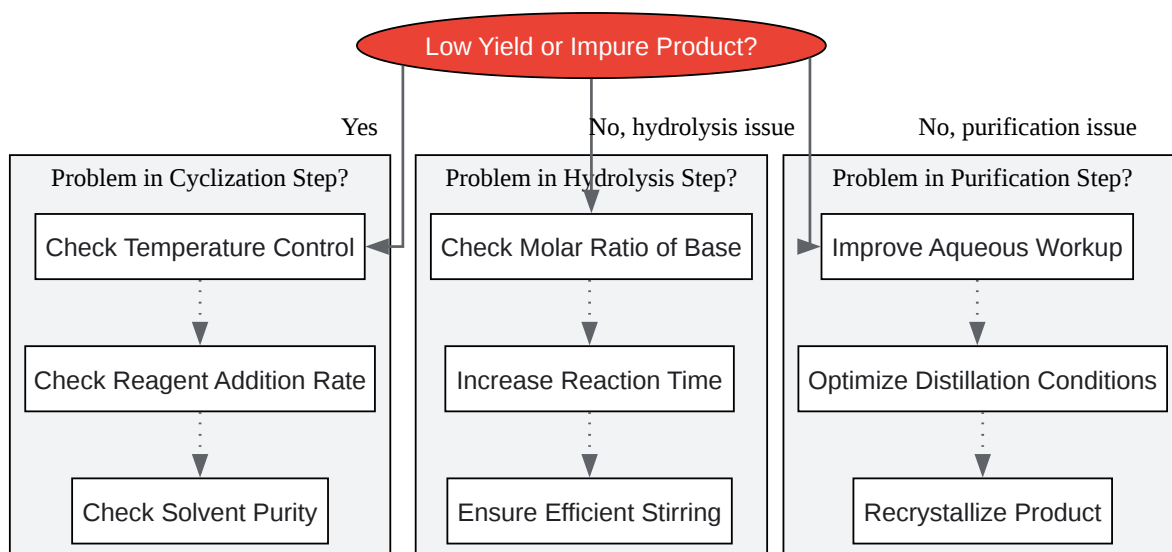 Low Yield or Impure Product?
Yes
No, hydrolysis issue
No, purification issue
Problem in Cyclization Step?
Check Temperature Control
Check Reagent Addition Rate
Check Solvent Purity
Problem in Hydrolysis Step?
Check Molar Ratio of Base
Increase Reaction Time
Ensure Efficient Stirring
Problem in Purification Step?
Improve Aqueous Workup
Optimize Distillation Conditions
Recrystallize Product